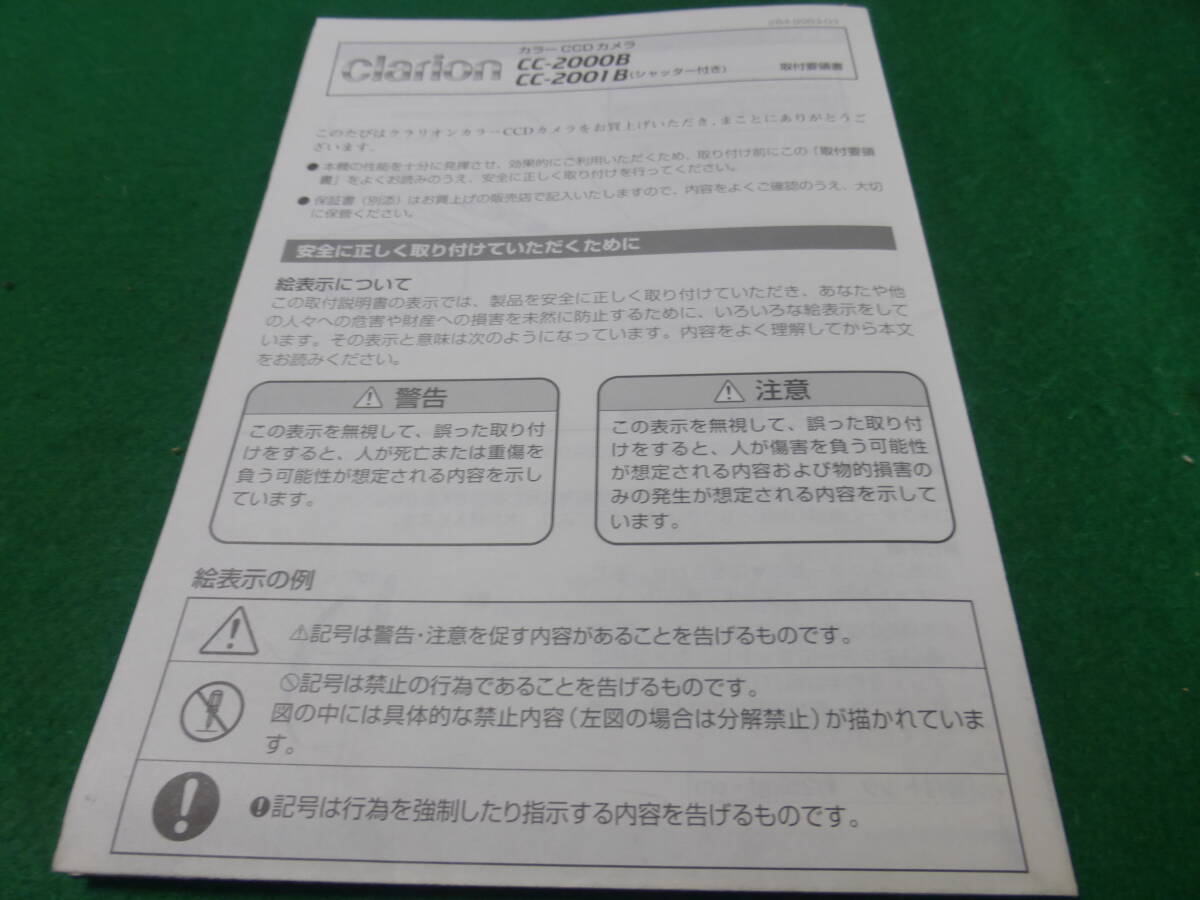 カラー CCD カメラ
clarion CC-2000B
CC-2001B(シャッター付き) 取付要領書
このたびはクラリオンカラーCCDカメラをお買上げいただき、まことにありがとうご
ざいます。
● 本機の性能を十分に発揮させ、効果的にご利用いただくため、取り付け前にこの「取付要領
書」をよくお読みのうえ、安全に正しく取り付けを行ってください。
● 保証書（別添）はお買上げの販売店で記入いたしますので、内容をよくご確認のうえ、大切
に保管ください。
安全に正しく取り付けていただくために
絵表示について
この取付説明書の表示では、製品を安全に正しく取り付けていただき、あなたや他
の人々への危害や財産への損害を未然に防止するために、いろいろな絵表示をして
います。その表示と意味は次のようになっています。内容をよく理解してから本文
をお読みください。
⚠ 警告
この表示を無視して、誤った取り付
けをすると、人が死亡または重傷を
負う可能性が想定される内容を示し
ています。
⚠ 注意
この表示を無視して、誤った取り付
けをすると、人が傷害を負う可能性
が想定される内容および物的損害の
みの発生が想定される内容を示して
います。
絵表示の例
⚠記号は警告・注意を促す内容があることを告げるものです。
🛇記号は禁止の行為であることを告げるものです。
図の中には具体的な禁止内容（左図の場合は分解禁止）が描かれていま
す。
❗記号は行為を強制したり指示する内容を告げるものです。